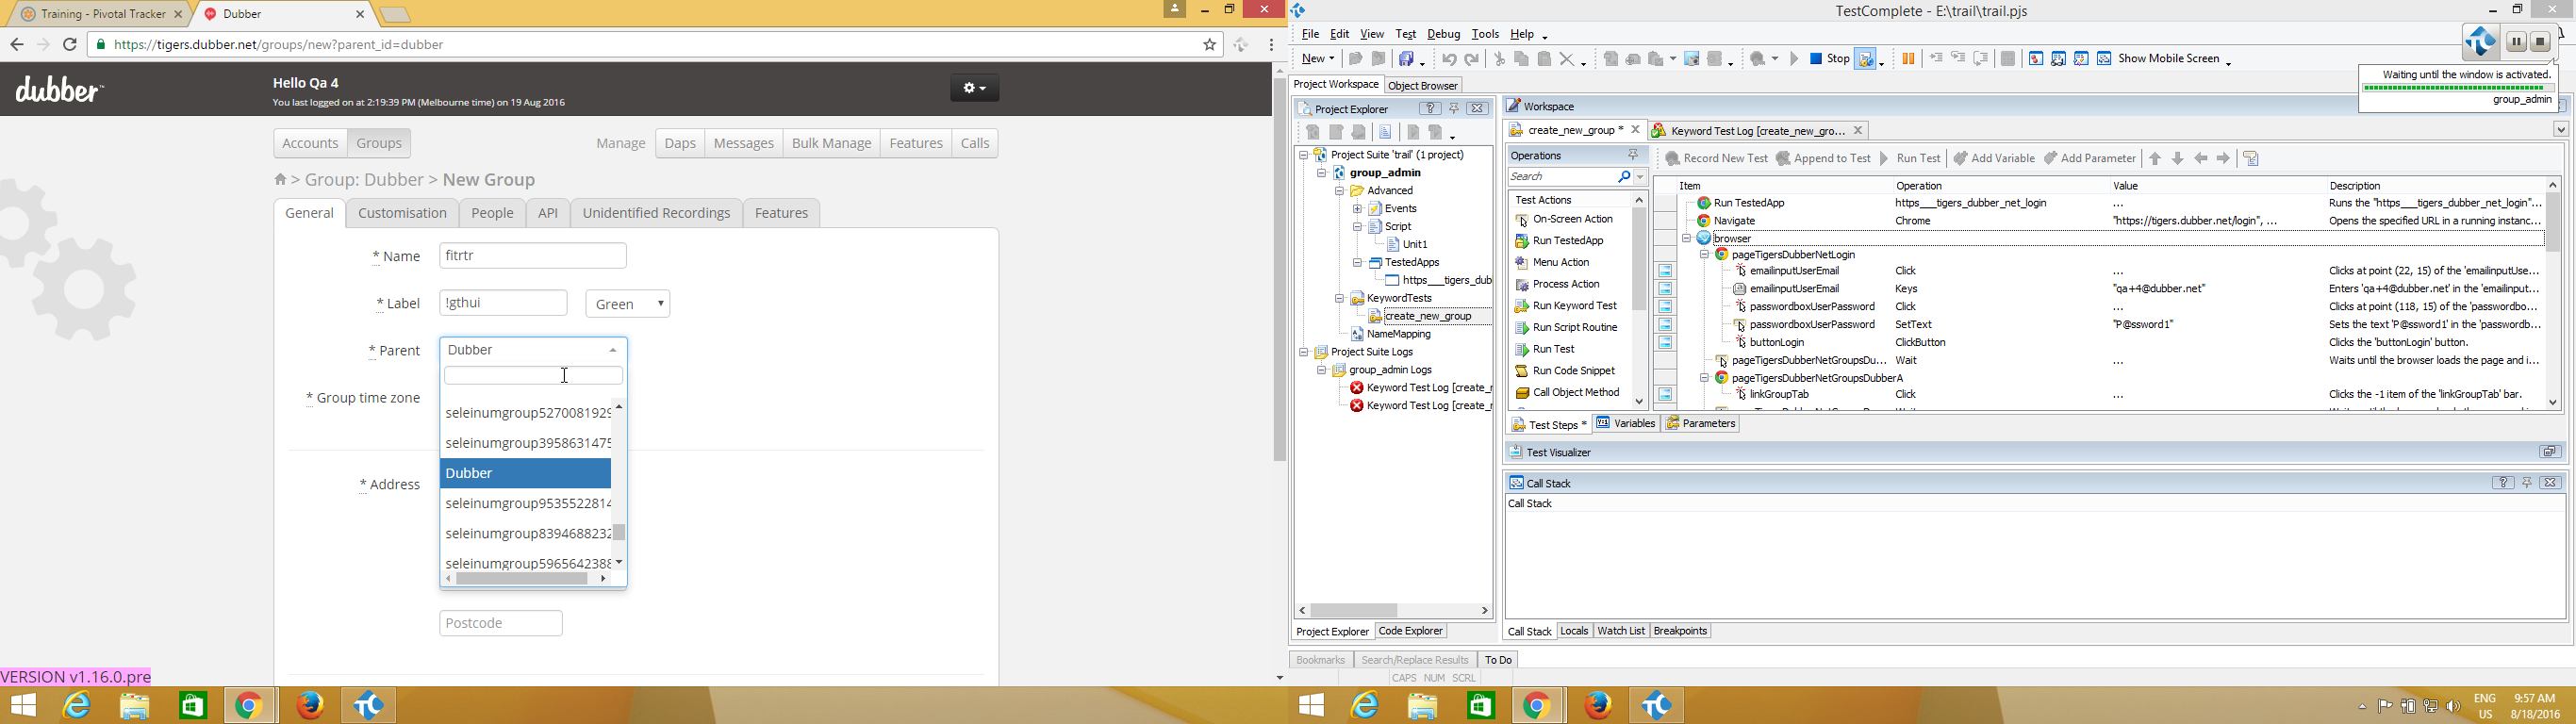 Training - Pivotal Tracker
Dubber
https://tigers.dubber.net/groups/new?parent_id=dubber
dubber
Hello Qa 4
You last logged on at 2:19:39 PM (Melbourne time) on 19 Aug 2016
Accounts Groups Manage Daps Messages Bulk Manage Features Calls
> Group: Dubber > New Group
General Customisation People API Unidentified Recordings Features
* Name fitrtr
* Label !gthui Green
* Parent Dubber
* Group time zone
seleinumgroup5270081929
seleinumgroup3958631475
Dubber
* Address
seleinumgroup9535522814
seleinumgroup8394688232
seleinumgroup5965642388
Postcode
VERSION v1.16.0.pre
TestComplete - E:\trail\trail.pjs
File Edit View Test Debug Tools Help
New Stop Show Mobile Screen
Waiting until the window is activated.
group_admin
Project Workspace Object Browser
Project Explorer
Project Suite 'trail' (1 project)
group_admin
Advanced
Events
Script
Unit1
TestedApps
https___tigers_dub
KeywordTests
create_new_group
NameMapping
Project Suite Logs
group_admin Logs
Keyword Test Log [create_r
Keyword Test Log [create_r
Project Explorer Code Explorer
Workspace
create_new_group * Keyword Test Log [create_new_gro...
Operations
Search
Test Actions
On-Screen Action
Run TestedApp
Menu Action
Process Action
Run Keyword Test
Run Script Routine
Run Test
Run Code Snippet
Call Object Method
Record New Test Append to Test Run Test Add Variable Add Parameter
Item Operation Value Description
Run TestedApp https___tigers_dubber_net_login ... Runs the "https___tigers_dubber_net_login"...
Navigate Chrome "https://tigers.dubber.net/login", ... Opens the specified URL in a running instanc...
browser
pageTigersDubberNetLogin
emailinputUserEmail Click ... Clicks at point (22, 15) of the 'emailinputUse...
emailinputUserEmail Keys "qa+4@dubber.net" Enters 'qa+4@dubber.net' in the 'emailinput...
passwordboxUserPassword Click ... Clicks at point (118, 15) of the 'passwordbo...
passwordboxUserPassword SetText "P@ssword1" Sets the text 'P@ssword1' in the 'passwordb...
buttonLogin ClickButton Clicks the 'buttonLogin' button.
pageTigersDubberNetGroupsDu... Wait ... Waits until the browser loads the page and i...
pageTigersDubberNetGroupsDubberA
linkGroupTab Click ... Clicks the -1 item of the 'linkGroupTab' bar.
Test Steps * Variables Parameters
Test Visualizer
Call Stack
Call Stack
Call Stack Locals Watch List Breakpoints
Bookmarks Search/Replace Results To Do
CAPS NUM SCRL
ENG
US
9:57 AM
8/18/2016